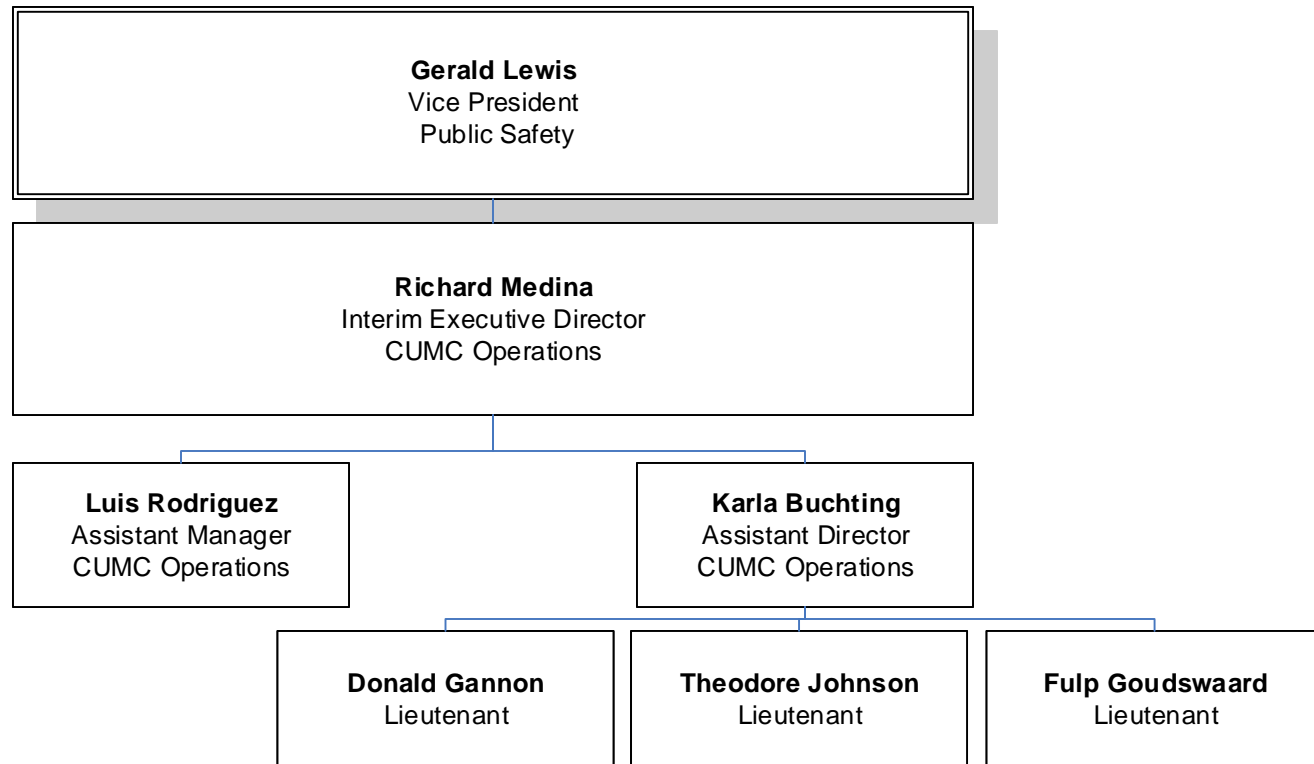 Gerald Lewis
Vice President
Public Safety
Richard Medina
Interim Executive Director
CUMC Operations
Luis Rodriguez
Assistant Manager
CUMC Operations
Karla Buchting
Assistant Director
CUMC Operations
Donald Gannon
Lieutenant
Theodore Johnson
Lieutenant
Fulp Goudswaard
Lieutenant